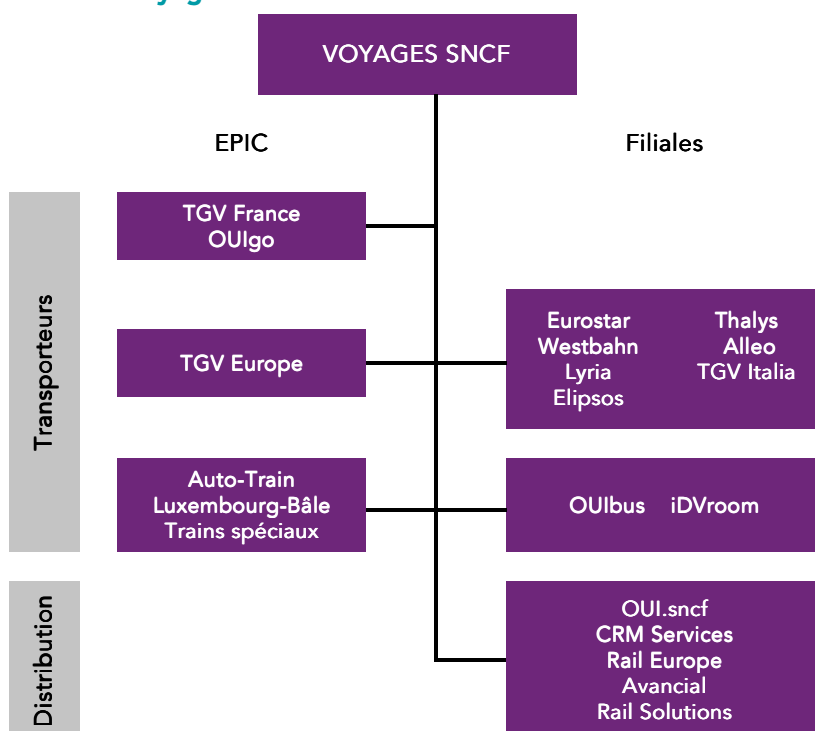 VOYAGES SNCF
EPIC
Filiales
Transporteurs
TGV France
OUIgo
TGV Europe
Eurostar
Westbahn
Lyria
Elipsos
Thalys
Alleo
TGV Italia
Auto-Train
Luxembourg-Bâle
Trains spéciaux
OUIbus iDVroom
Distribution
OUI.sncf
CRM Services
Rail Europe
Avancial
Rail Solutions